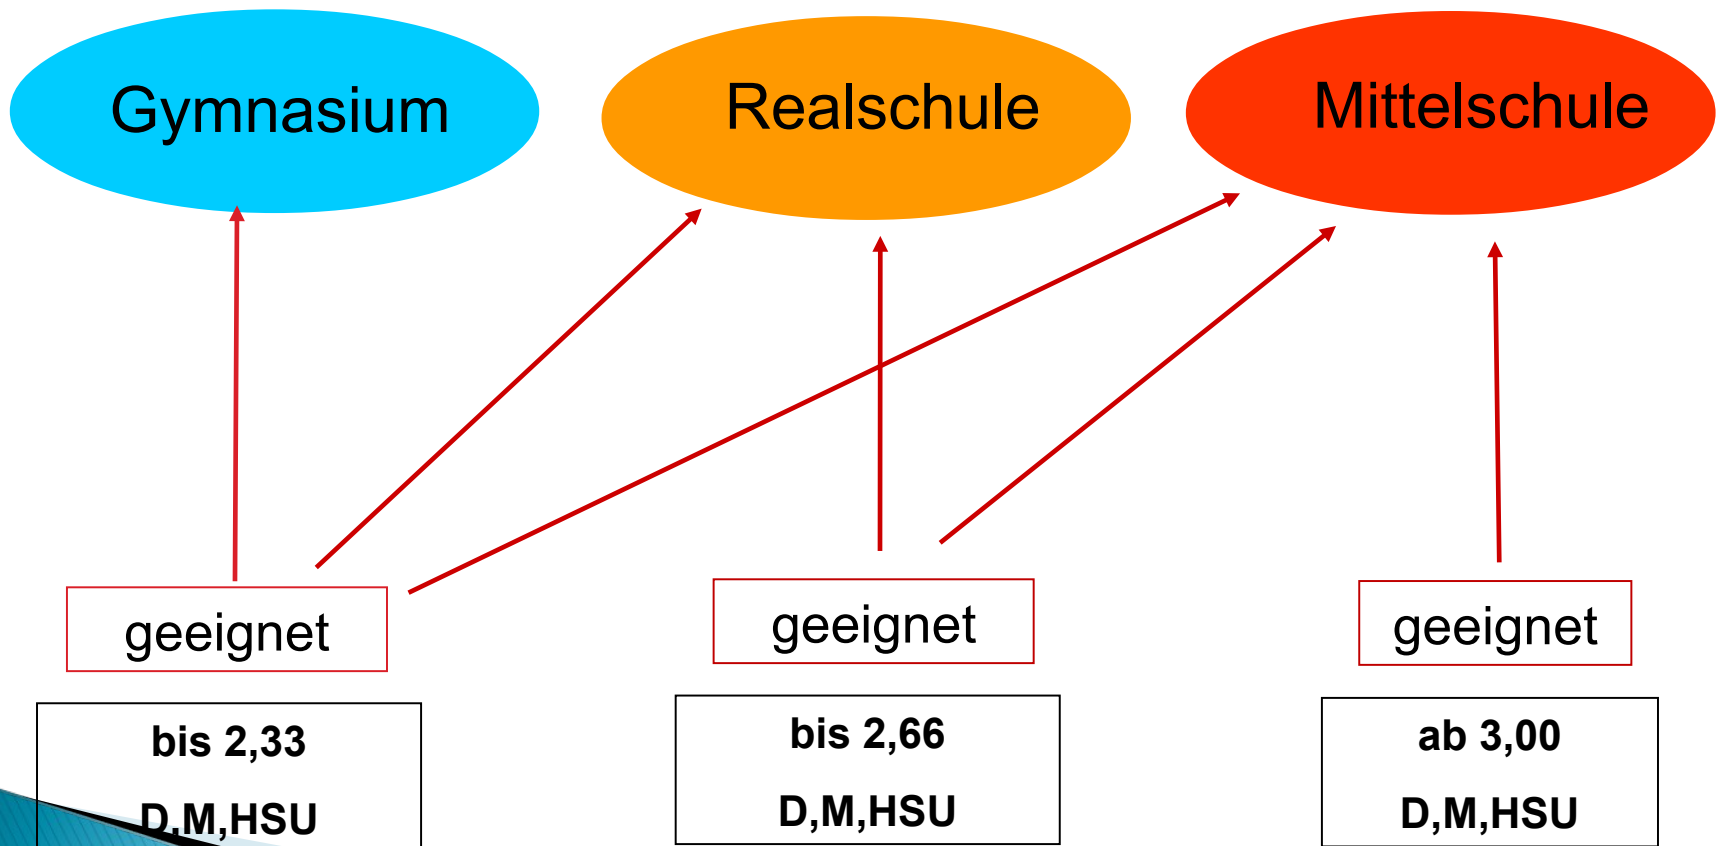 Gymnasium
Realschule
Mittelschule
geeignet
geeignet
geeignet
bis 2,33
D,M,HSU
bis 2,66
D,M,HSU
ab 3,00
D,M,HSU